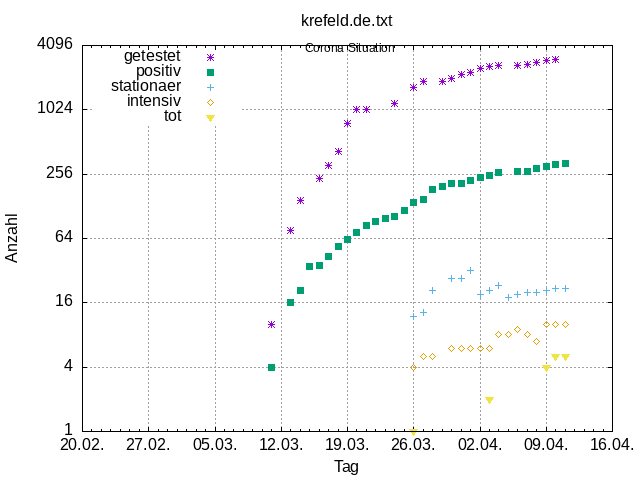 krefeld.de.txt
Corona Situation
getestet
positiv
stationaer
intensiv
tot
4096
1024
256
64
16
4
1
Anzahl
20.02. 27.02. 05.03. 12.03. 19.03. 26.03. 02.04. 09.04. 16.04.
Tag